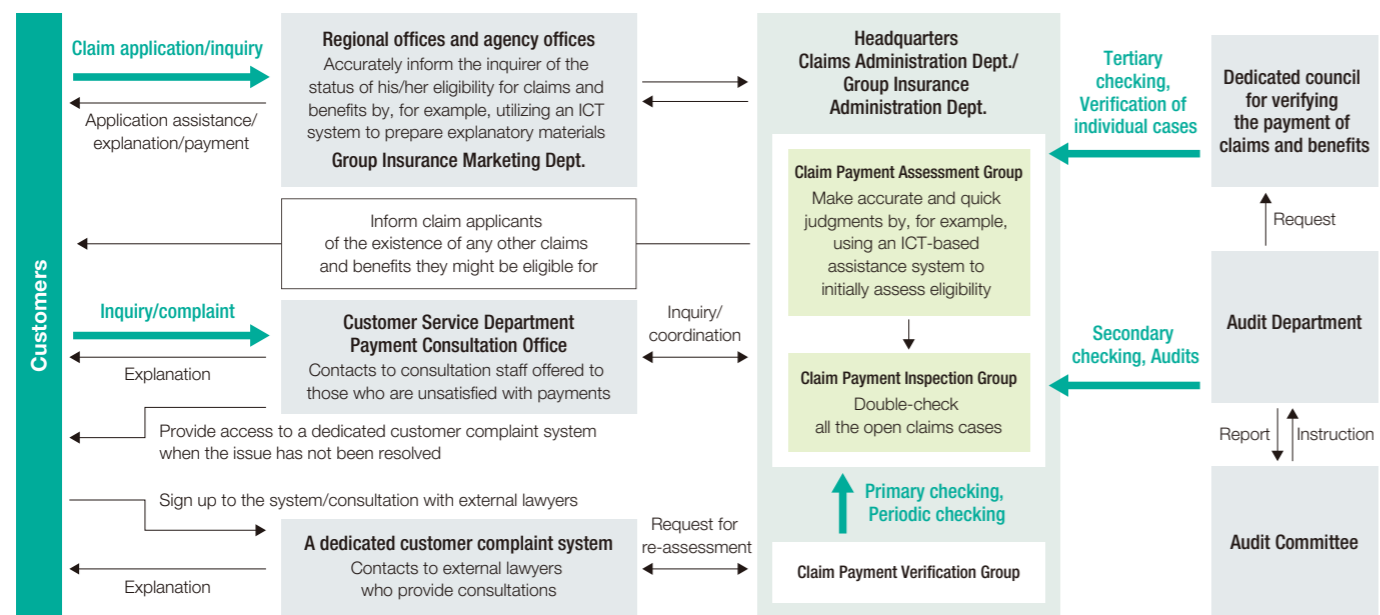 Customers
Claim application/inquiry
Application assistance/
explanation/payment
Regional offices and agency offices
Accurately inform the inquirer of the
status of his/her eligibility for claims and
benefits by, for example, utilizing an ICT
system to prepare explanatory materials
Group Insurance Marketing Dept.
Inform claim applicants
of the existence of any other claims
and benefits they might be eligible for
Inquiry/complaint
Explanation
Customer Service Department
Payment Consultation Office
Contacts to consultation staff offered to
those who are unsatisfied with payments
Inquiry/
coordination
Provide access to a dedicated customer complaint system
when the issue has not been resolved
Sign up to the system/consultation with external lawyers
Explanation
A dedicated customer complaint system
Contacts to external lawyers
who provide consultations
Request for
re-assessment
Headquarters
Claims Administration Dept./
Group Insurance
Administration Dept.
Claim Payment Assessment Group
Make accurate and quick
judgments by, for example,
using an ICT-based
assistance system to
initially assess eligibility
Claim Payment Inspection Group
Double-check
all the open claims cases
Primary checking,
Periodic checking
Claim Payment Verification Group
Tertiary
checking,
Verification of
individual cases
Dedicated council
for verifying
the payment of
claims and benefits
Request
Secondary
checking, Audits
Audit Department
Report
Instruction
Audit Committee